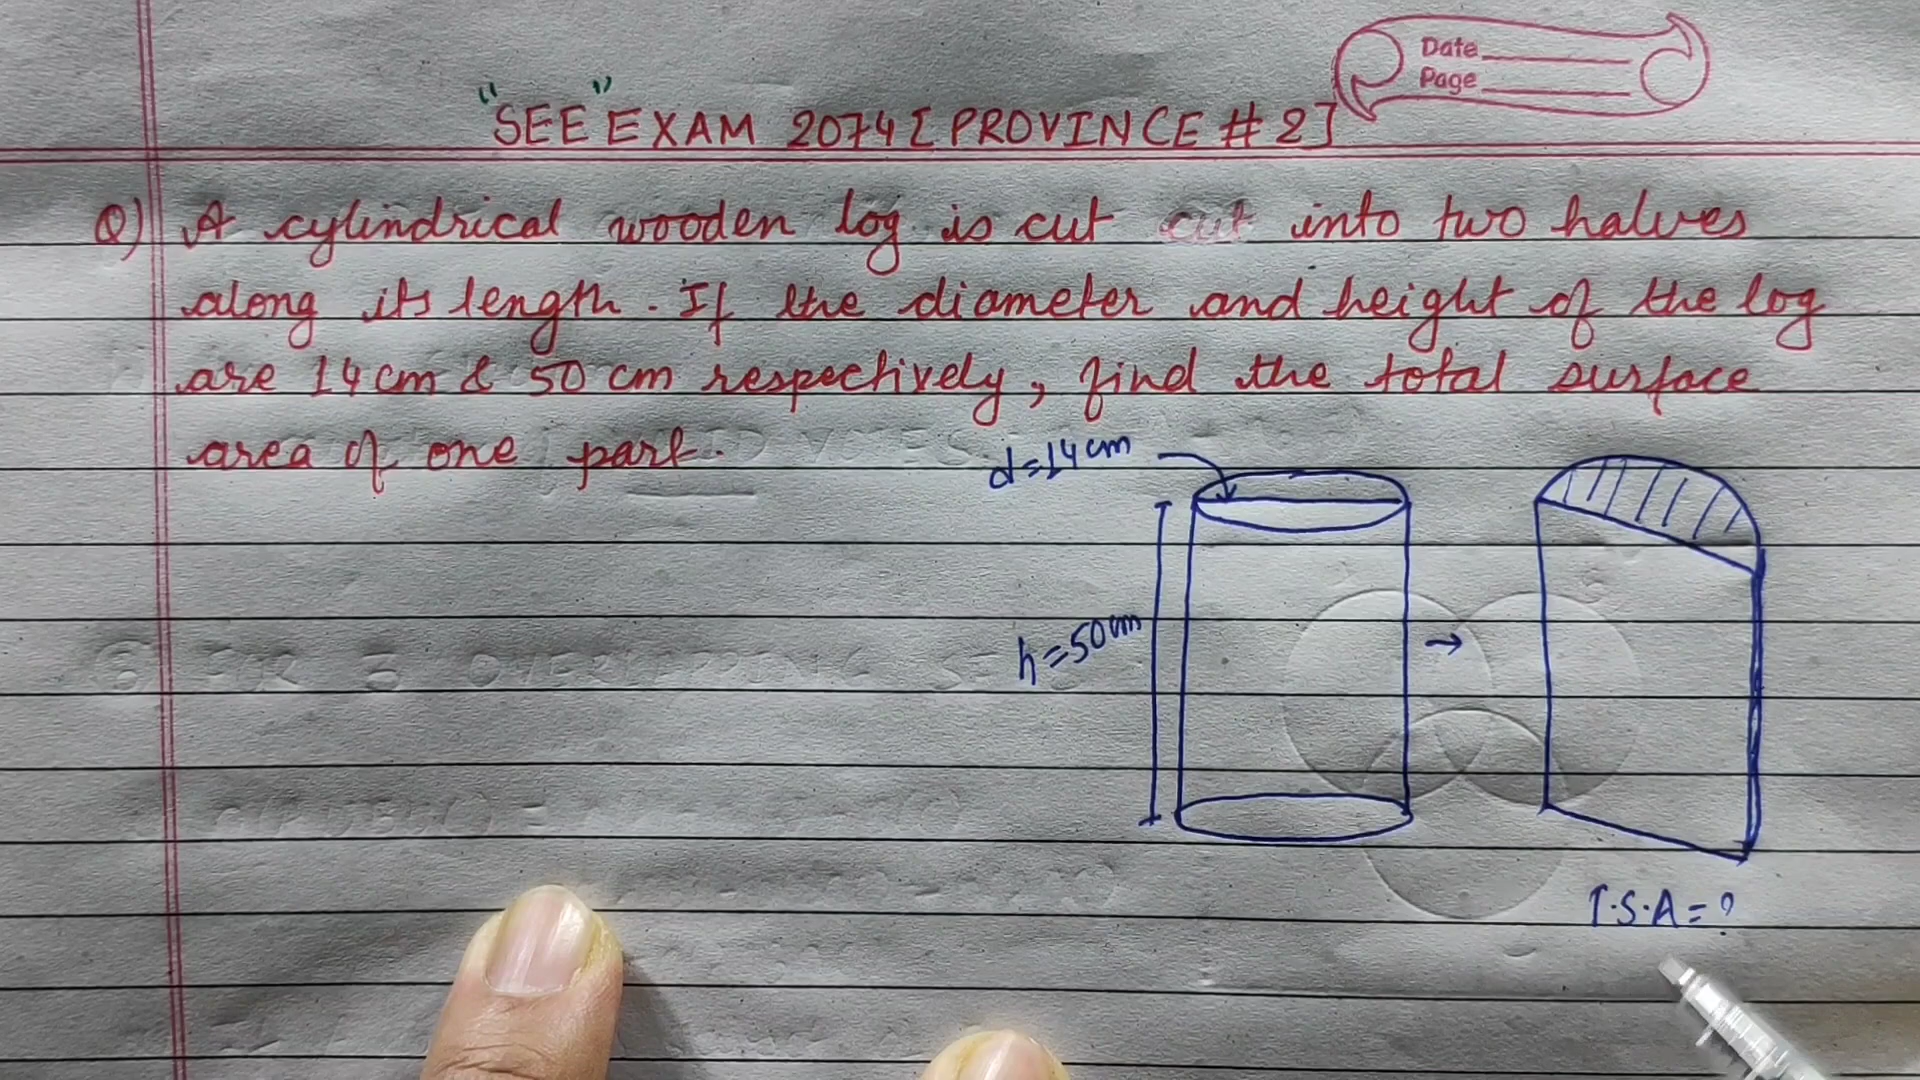 Date
Page
"SEE" EXAM 2074 [PROVINCE # 2]
Q) A cylindrical wooden log is cut cut into two halves
along its length. If the diameter and height of the log
are 14 cm & 50 cm respectively, find the total surface
area of one part.
d=14 cm
h=50 cm
→
T.S.A = ?